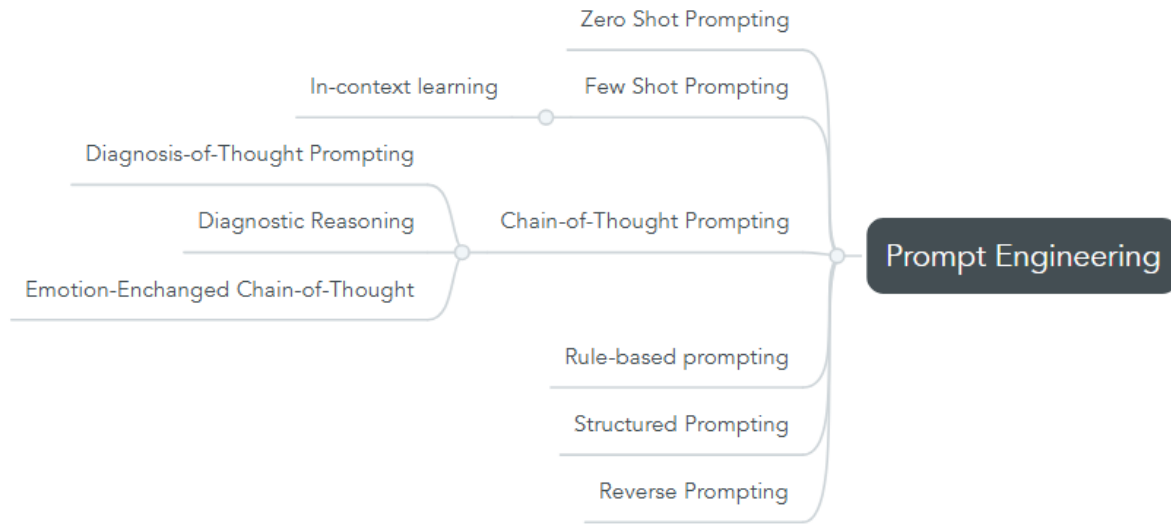 Zero Shot Prompting
In-context learning
Few Shot Prompting
Diagnosis-of-Thought Prompting
Diagnostic Reasoning
Chain-of-Thought Prompting
Prompt Engineering
Emotion-Enchanged Chain-of-Thought
Rule-based prompting
Structured Prompting
Reverse Prompting